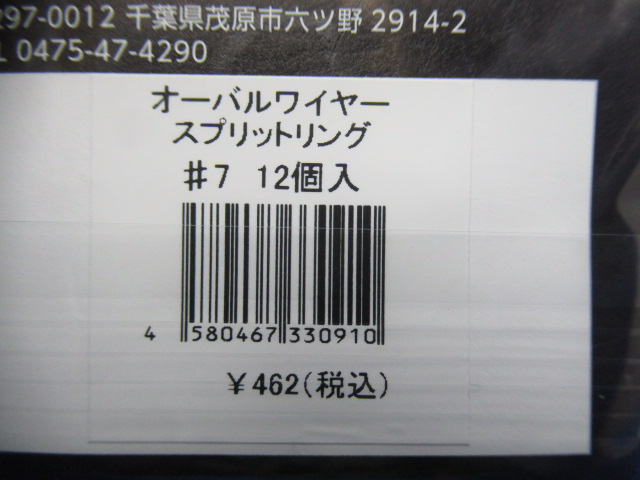 297-0012 千葉県茂原市六ツ野 2914-2
L 0475-47-4290
オーバルワイヤー
スプリットリング
♯7 12個入
4 580467 330910
￥462(税込)